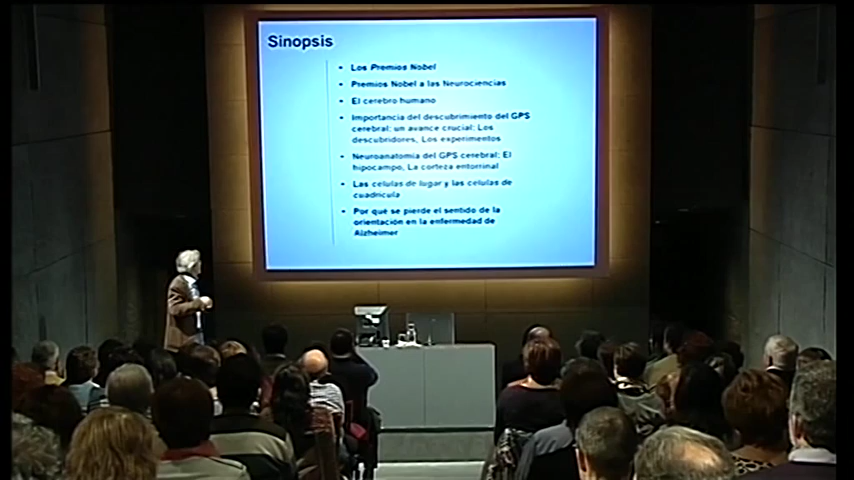 Sinopsis
• Los Premios Nobel
• Premios Nobel a las Neurociencias
• El cerebro humano
• Importancia del descubrimiento del GPS
cerebral: un avance crucial: Los
descubridores, Los experimentos
• Neuroanatomía del GPS cerebral: El
hipocampo, La corteza entorrinal
• Las células de lugar y las células de
cuadrícula
• Por qué se pierde el sentido de la
orientación en la enfermedad de
Alzheimer